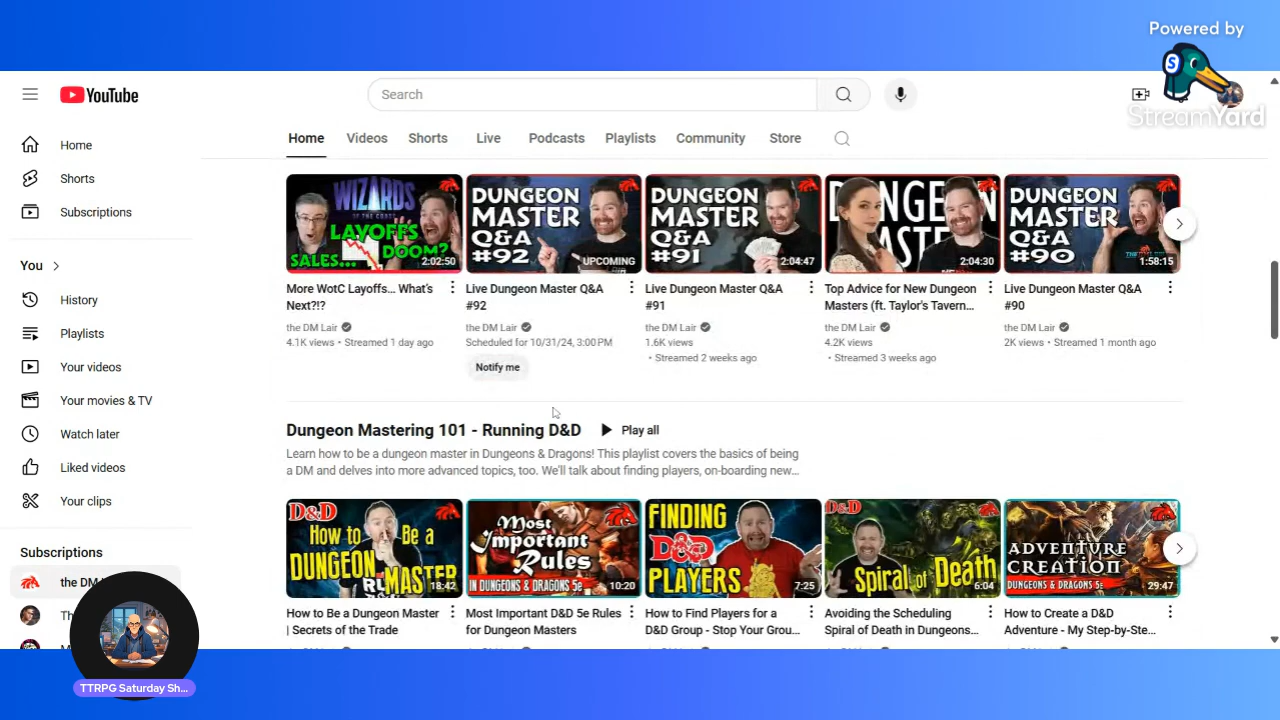 Powered by
StreamYard
YouTube
Search
Home
Videos
Shorts
Live
Podcasts
Playlists
Community
Store
Home
Shorts
Subscriptions
You
History
Playlists
Your videos
Your movies & TV
Watch later
Liked videos
Your clips
Subscriptions
the DM
TTRPG Saturday Sh...
WIZARDS
OF THE COAST
LAYOFFS
SALES...
DOOM?
2:02:50
DUNGEON
MASTER
Q&A
#92
UPCOMING
DUNGEON
MASTER
Q&A
#91
2:04:47
DUNGEON
MASTER
2:04:30
DUNGEON
MASTER
Q&A
#90
1:58:15
More WotC Layoffs... What's
Next?!?
the DM Lair
4.1K views • Streamed 1 day ago
Live Dungeon Master Q&A
#92
the DM Lair
Scheduled for 10/31/24, 3:00 PM
Notify me
Live Dungeon Master Q&A
#91
the DM Lair
1.6K views
• Streamed 2 weeks ago
Top Advice for New Dungeon
Masters (ft. Taylor's Tavern...
the DM Lair
4.2K views
• Streamed 3 weeks ago
Live Dungeon Master Q&A
#90
the DM Lair
2K views • Streamed 1 month ago
Dungeon Mastering 101 - Running D&D
Play all
Learn how to be a dungeon master in Dungeons & Dragons! This playlist covers the basics of being
a DM and delves into more advanced topics, too. We'll talk about finding players, on-boarding new...
D&D
How to Be a
DUNGEON MASTER
18:42
Most
Important
Rules
IN DUNGEONS & DRAGONS 5e
10:20
FINDING
D&D
PLAYERS
7:25
D&D
Spiral of Death
6:04
ADVENTURE
CREATION
DUNGEONS & DRAGONS 5e
29:47
How to Be a Dungeon Master
| Secrets of the Trade
Most Important D&D 5e Rules
for Dungeon Masters
How to Find Players for a
D&D Group - Stop Your Grou...
Avoiding the Scheduling
Spiral of Death in Dungeons...
How to Create a D&D
Adventure - My Step-by-Ste...